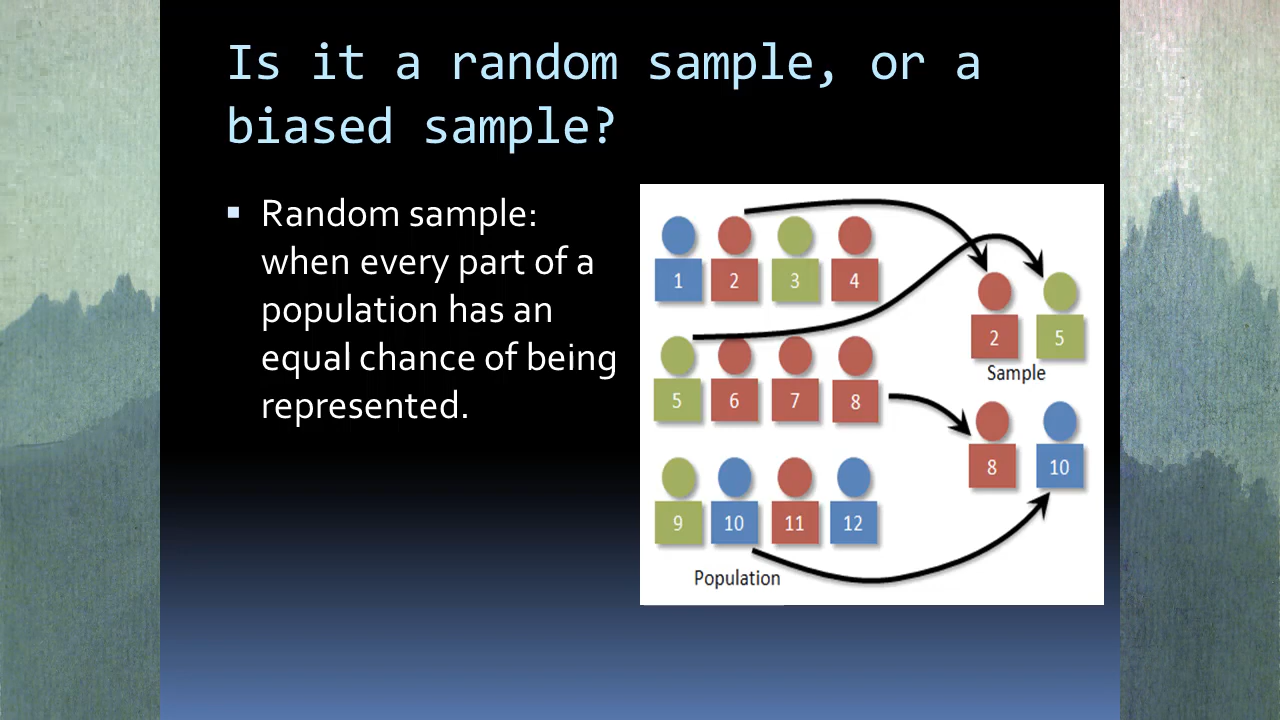 Is it a random sample, or a
biased sample?
▪ Random sample:
when every part of a
population has an
equal chance of being
represented.
1 2 3 4
2 5
Sample
5 6 7 8
8 10
9 10 11 12
Population